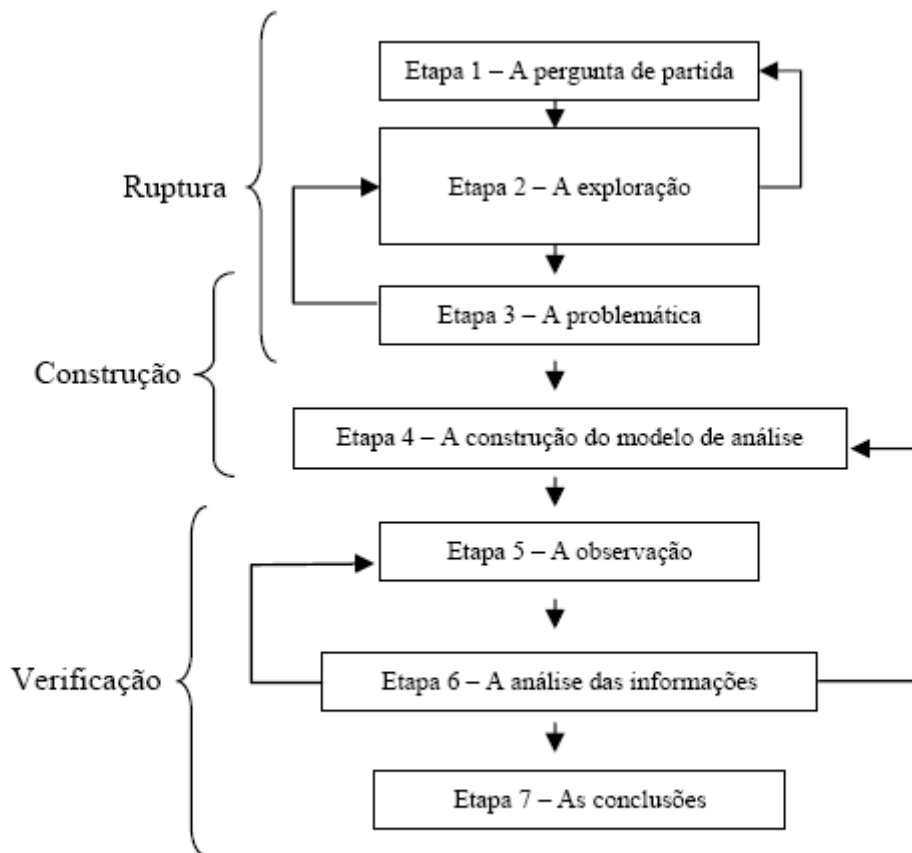 Etapa 1 – A pergunta de partida
Ruptura
Etapa 2 – A exploração
Etapa 3 – A problemática
Construção
Etapa 4 – A construção do modelo de análise
Etapa 5 – A observação
Verificação
Etapa 6 – A análise das informações
Etapa 7 – As conclusões